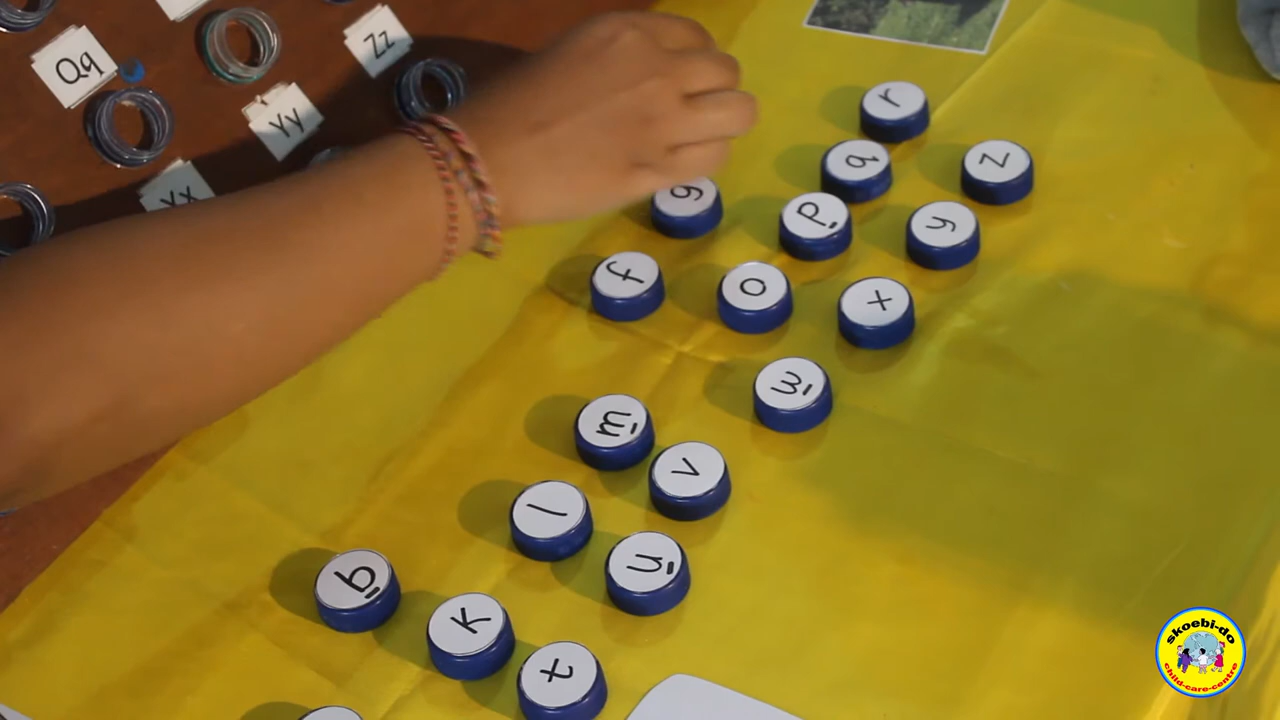 Qq
Zz
Yy
Xx
r
q
z
g
p
y
f
o
x
w
m
v
l
u
b
k
t
skoebi-do
child-care-centre